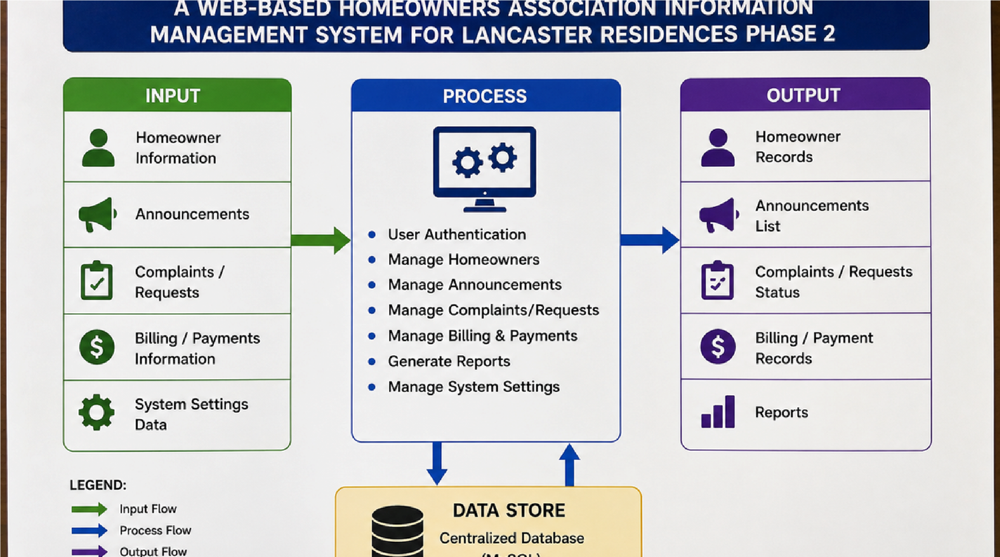 A WEB-BASED HOMEOWNERS ASSOCIATION INFORMATION
MANAGEMENT SYSTEM FOR LANCASTER RESIDENCES PHASE 2
INPUT
Homeowner
Information
Announcements
Complaints /
Requests
Billing / Payments
Information
System Settings
Data
PROCESS
User Authentication
Manage Homeowners
Manage Announcements
Manage Complaints/Requests
Manage Billing & Payments
Generate Reports
Manage System Settings
OUTPUT
Homeowner
Records
Announcements
List
Complaints / Requests
Status
Billing / Payment
Records
Reports
LEGEND:
Input Flow
Process Flow
Output Flow
DATA STORE
Centralized Database